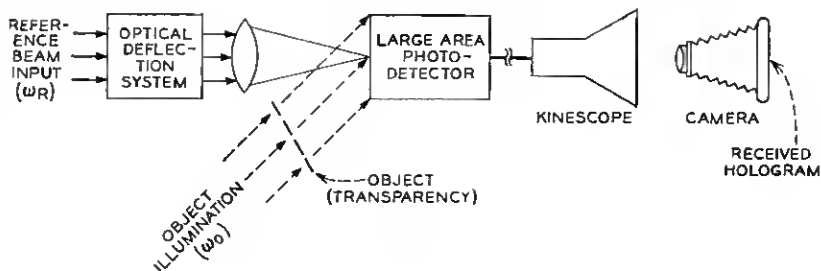 REFER-
ENCE
BEAM
INPUT
(ωR)
OPTICAL
DEFLEC-
TION
SYSTEM
LARGE AREA
PHOTO-
DETECTOR
KINESCOPE
CAMERA
RECEIVED
HOLOGRAM
OBJECT
(TRANSPARENCY)
OBJECT
ILLUMINATION
(ω0)